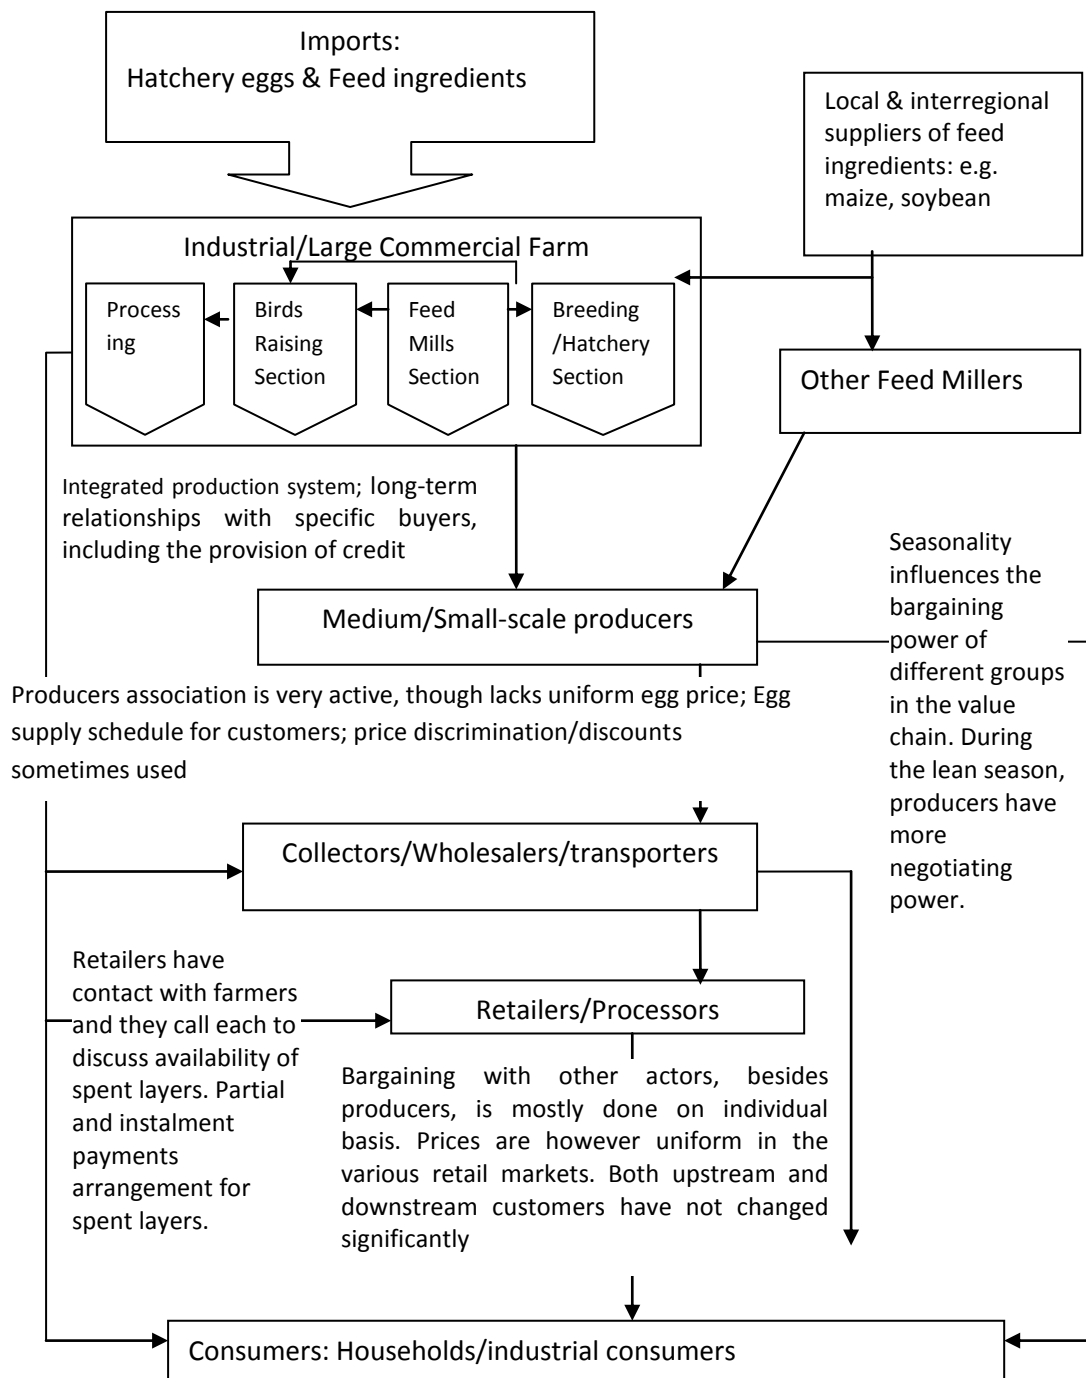 Imports:
Hatchery eggs & Feed ingredients
Local & interregional
suppliers of feed
ingredients: e.g.
maize, soybean
Industrial/Large Commercial Farm
Process
ing
Birds
Raising
Section
Feed
Mills
Section
Breeding
/Hatchery
Section
Other Feed Millers
Integrated production system; long-term
relationships with specific buyers,
including the provision of credit
Seasonality
influences the
bargaining
power of
different groups
in the value
chain. During
the lean season,
producers have
more
negotiating
power.
Medium/Small-scale producers
Producers association is very active, though lacks uniform egg price; Egg
supply schedule for customers; price discrimination/discounts
sometimes used
Collectors/Wholesalers/transporters
Retailers have
contact with farmers
and they call each to
discuss availability of
spent layers. Partial
and instalment
payments
arrangement for
spent layers.
Retailers/Processors
Bargaining with other actors, besides
producers, is mostly done on individual
basis. Prices are however uniform in the
various retail markets. Both upstream and
downstream customers have not changed
significantly
Consumers: Households/industrial consumers